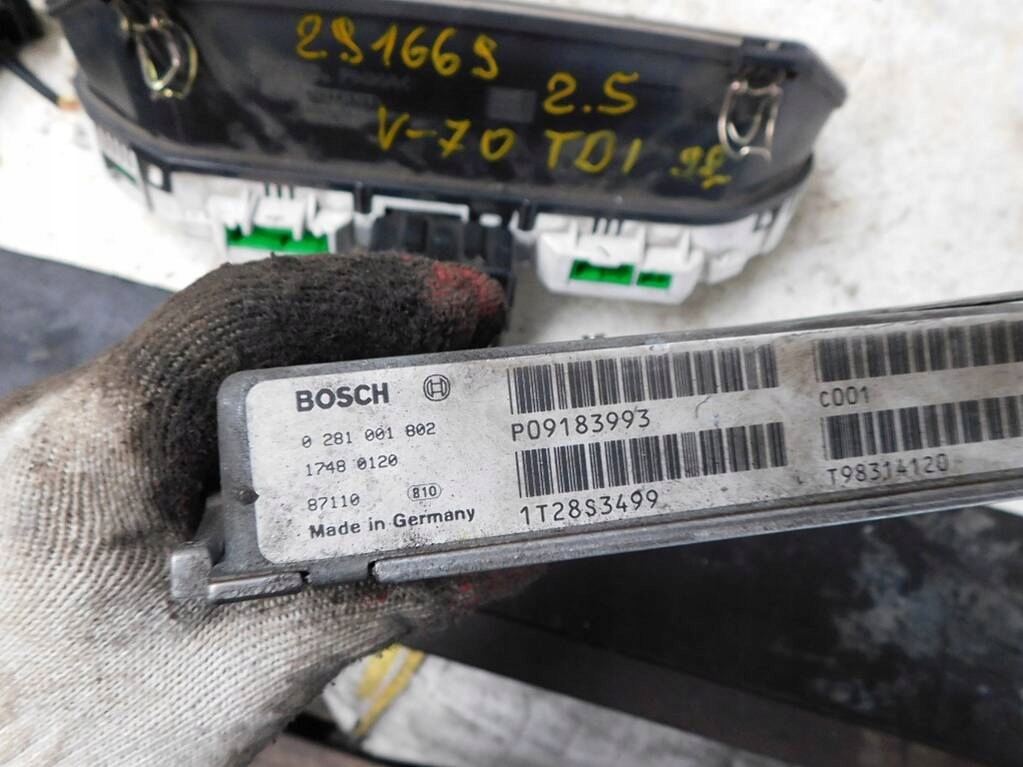 291669
2.5
V-70 TDI 98
BOSCH
0 281 001 802
1748 0120
87110 810
Made in Germany
P09183993
1T28S3499
C001
T98314120